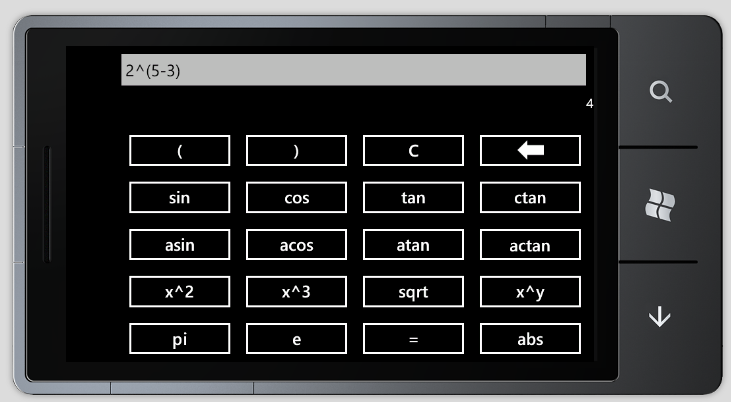 2^(5-3)
4
( ) C
sin cos tan ctan
asin acos atan actan
x^2 x^3 sqrt x^y
pi e = abs